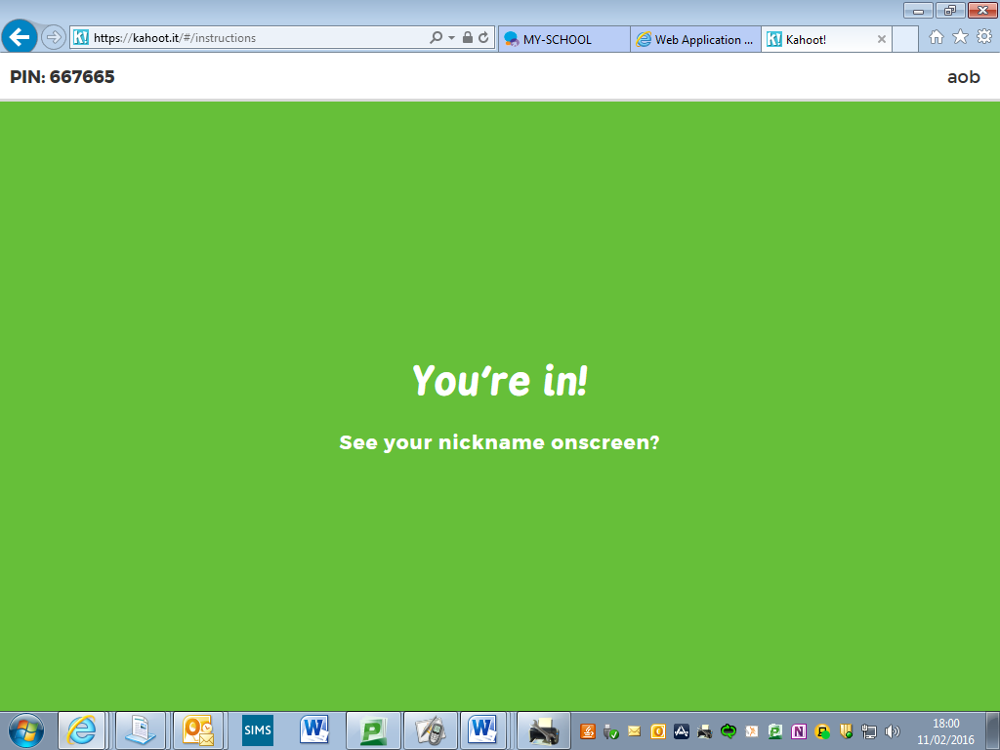 https://kahoot.it/#/instructions
MY-SCHOOL
Web Application ...
Kahoot!
PIN: 667665
aob
You're in!
See your nickname onscreen?
SIMS
18:00
11/02/2016